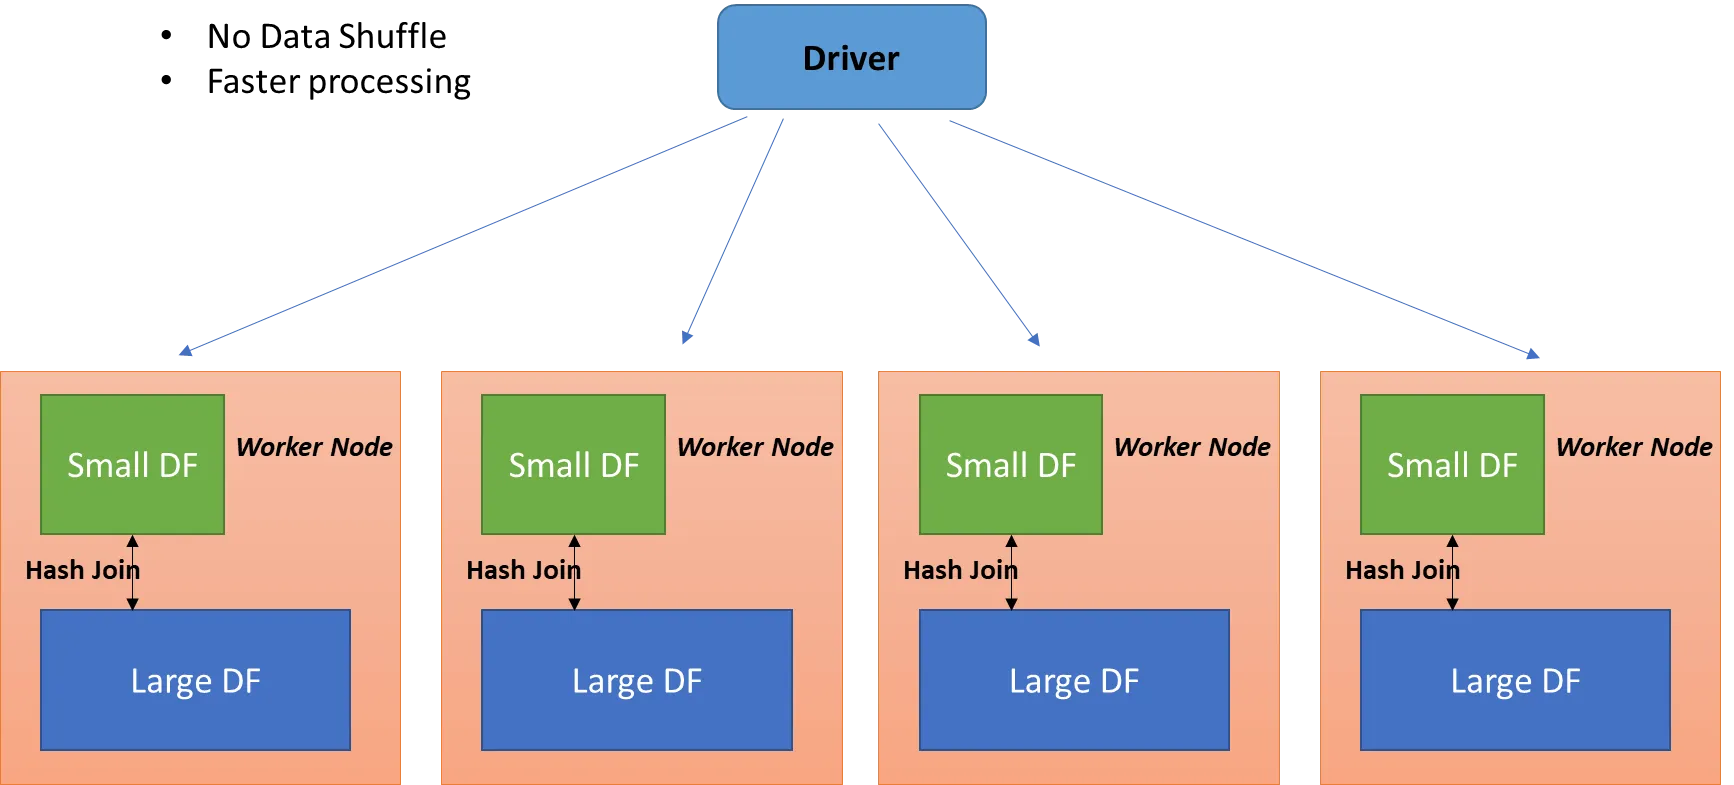 • No Data Shuffle
• Faster processing
Driver
Small DF
Worker Node
Hash Join
Large DF
Small DF
Worker Node
Hash Join
Large DF
Small DF
Worker Node
Hash Join
Large DF
Small DF
Worker Node
Hash Join
Large DF